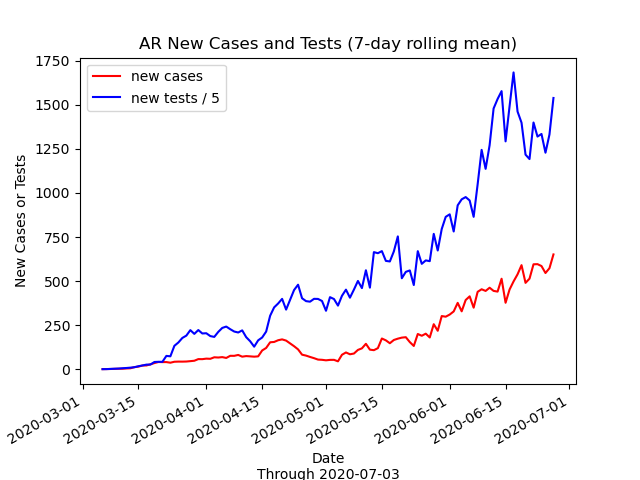 AR New Cases and Tests (7-day rolling mean)
new cases
new tests / 5
New Cases or Tests
1750
1500
1250
1000
750
500
250
0
2020-03-01
2020-03-15
2020-04-01
2020-04-15
2020-05-01
2020-05-15
2020-06-01
2020-06-15
2020-07-01
Date
Through 2020-07-03